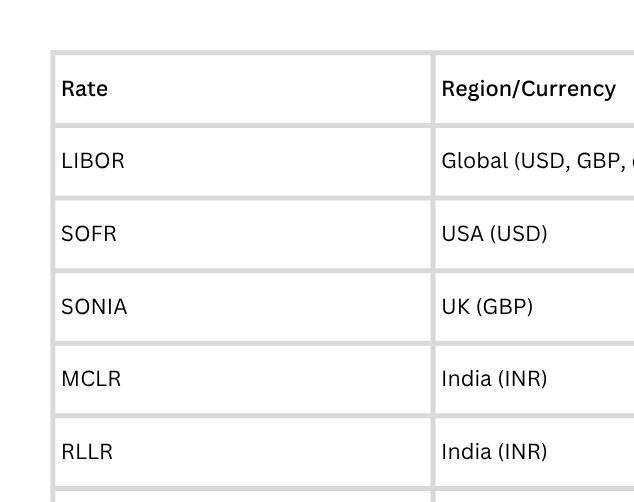 Rate Region/Currency
LIBOR Global (USD, GBP,
SOFR USA (USD)
SONIA UK (GBP)
MCLR India (INR)
RLLR India (INR)